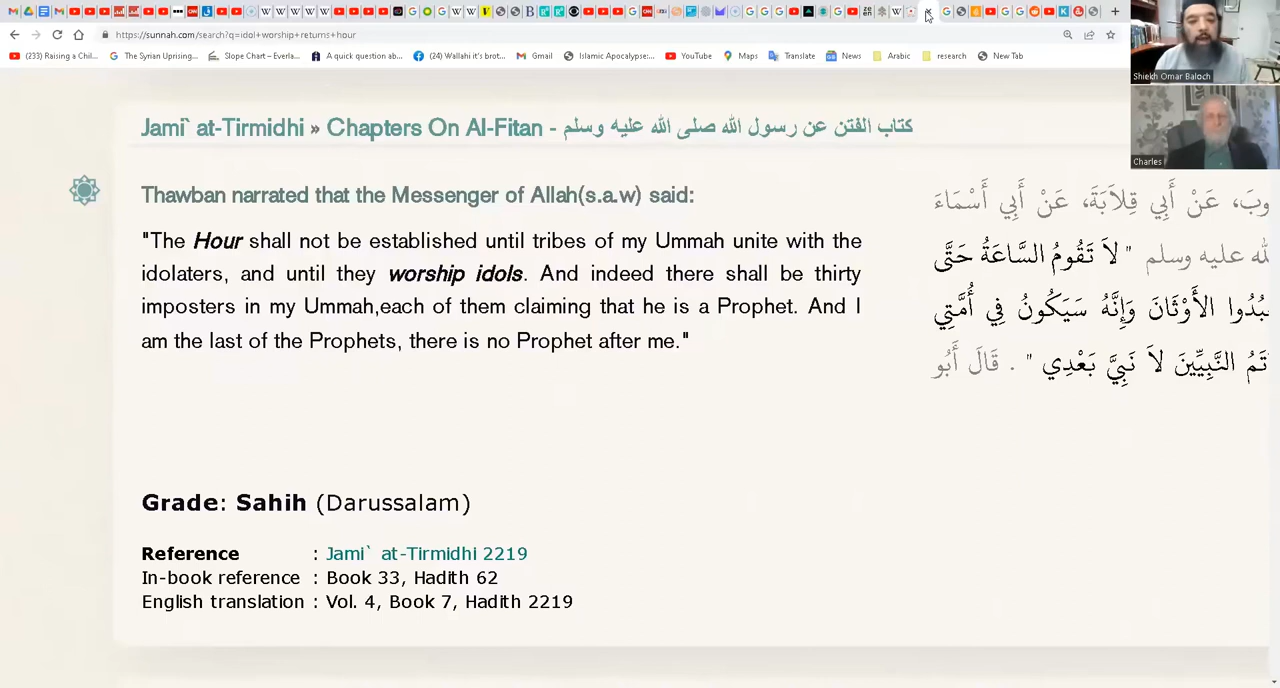 https://sunnah.com/search?q=idol+worship+returns+hour
(233) Raising a Chil...
The Syrian Uprising...
Slope Chart – Everla...
A quick question ab...
(24) Wallahi it's brot...
Gmail
Islamic Apocalypse:...
YouTube
Maps
Translate
News
Arabic
research
New Tab
Shiekh Omar Baloch
Charles
Jami` at-Tirmidhi » Chapters On Al-Fitan - كتاب الفتن عن رسول الله صلى الله عليه وسلم
Thawban narrated that the Messenger of Allah(s.a.w) said:
"The Hour shall not be established until tribes of my Ummah unite with the
idolaters, and until they worship idols. And indeed there shall be thirty
imposters in my Ummah,each of them claiming that he is a Prophet. And I
am the last of the Prophets, there is no Prophet after me."
عَنْ أَبِي قِلاَبَةَ، عَنْ أَبِي أَسْمَاءَ
عليه وسلم ‏"‏ لاَ تَقُومُ السَّاعَةُ حَتَّى
الأَوْثَانَ وَإِنَّهُ سَيَكُونُ فِي أُمَّتِي
النَّبِيِّينَ لاَ نَبِيَّ بَعْدِي ‏"‏ ‏.‏ قَالَ أَبُو
Grade: Sahih (Darussalam)
Reference : Jami` at-Tirmidhi 2219
In-book reference : Book 33, Hadith 62
English translation : Vol. 4, Book 7, Hadith 2219